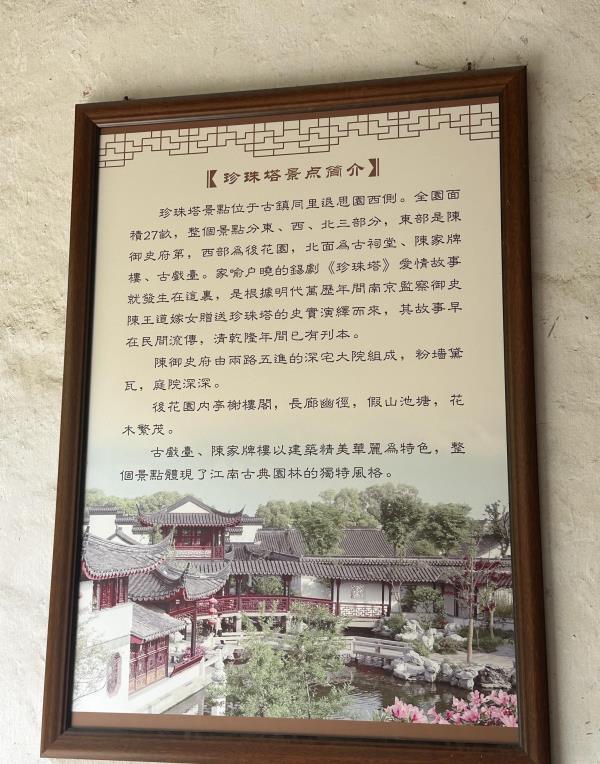 【珍珠塔景点簡介】
珍珠塔景點位于古鎮同里退思園西側。全園面
積27畝，整個景點分東、西、北三部分，東部是陳
御史府第，西部為後花園，北面為古祠堂、陳家牌
樓、古戲臺。家喻户曉的錫劇《珍珠塔》愛情故事
就發生在這裏，是根據明代萬歷年間南京監察御史
陳王道嫁女贈送珍珠塔的史實演繹而來，其故事早
在民間流傳，清乾隆年間已有刊本。
陳御史府由兩路五進的深宅大院組成，粉墻黛
瓦，庭院深深。
後花園内亭榭樓閣，長廊幽徑，假山池塘，花
木繁茂。
古戲臺、陳家牌樓以建築精美華麗為特色，整
個景點體現了江南古典園林的獨特風格。